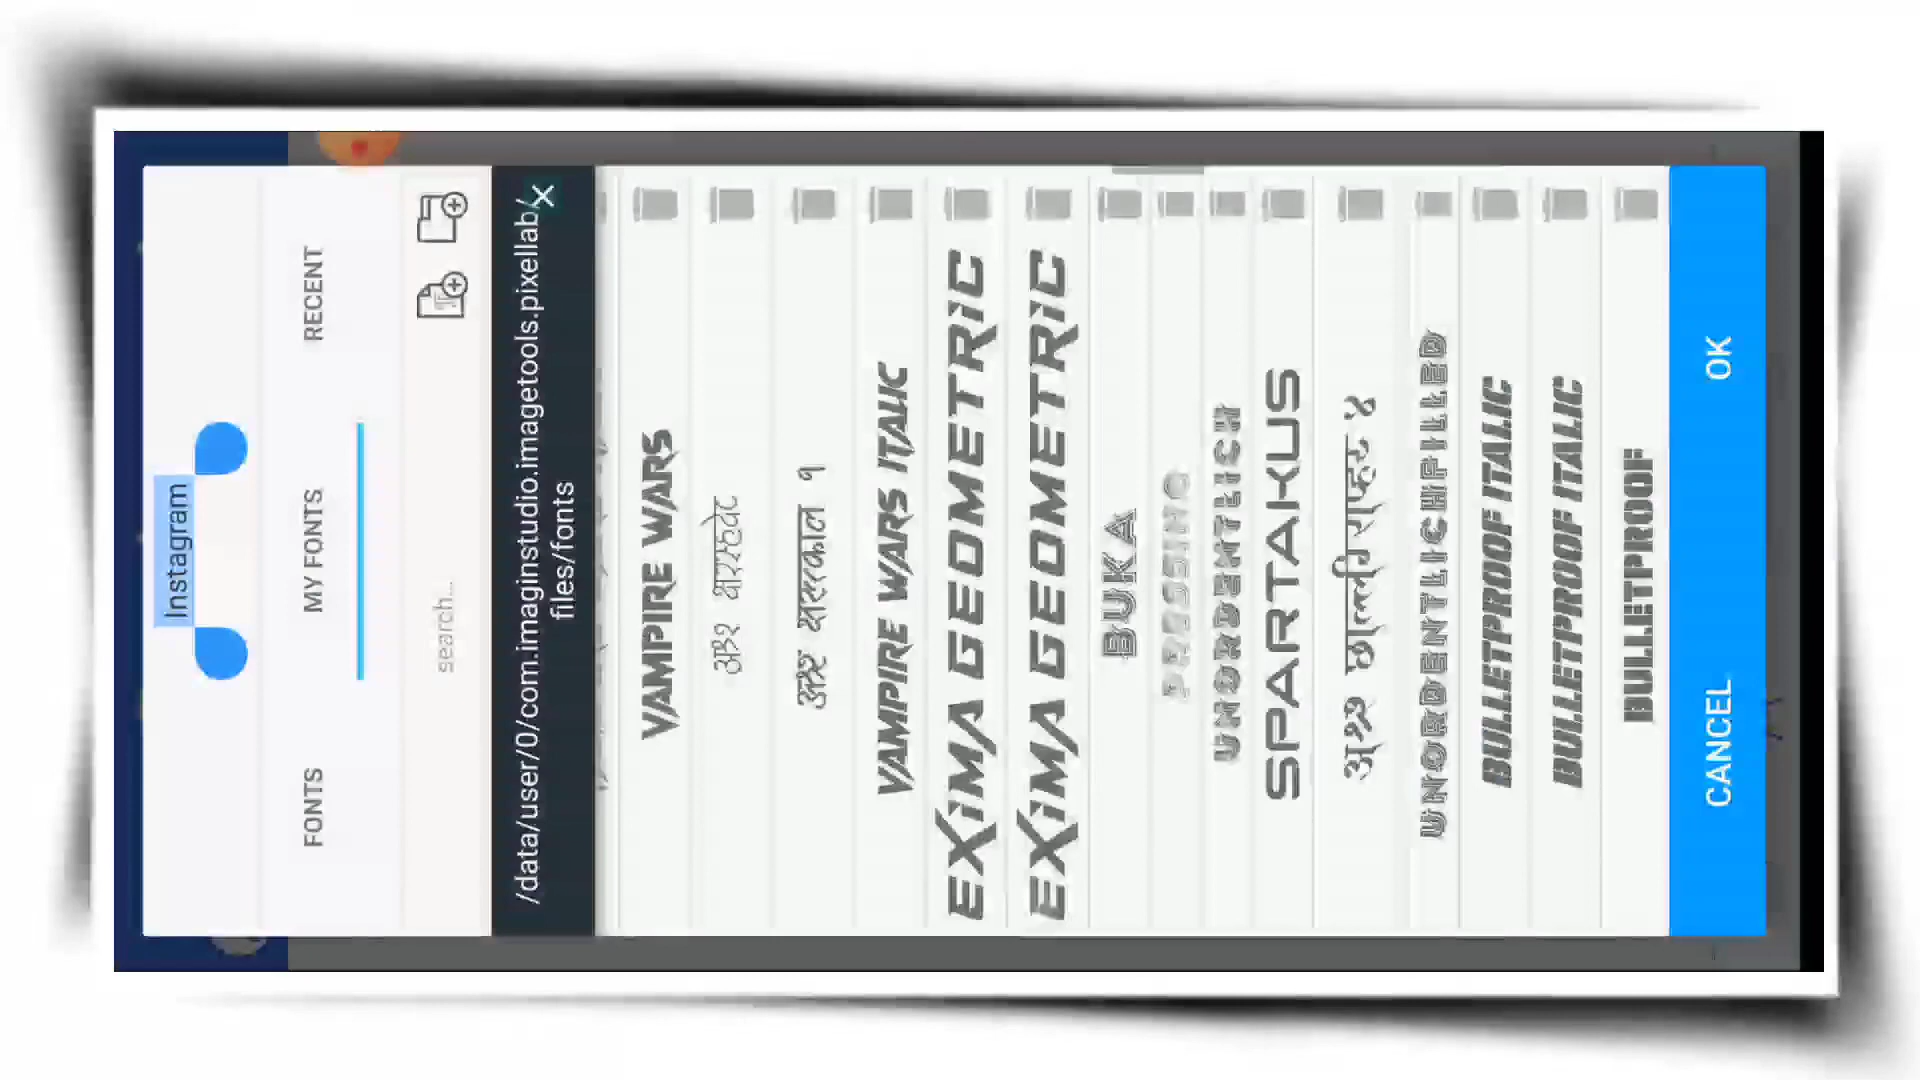 Instagram
FONTS MY FONTS RECENT
search...
/data/user/0/com.imaginstudio.imagetools.pixellab/
files/fonts
VAMPIRE WARS
VAMPIRE WARS ITALIC
EXIMA GEOMETRIC
EXIMA GEOMETRIC
BUKA
UNORDENTLICH
SPARTAKUS
UNORDENTLICHFILLED
BULLETPROOF ITALIC
BULLETPROOF ITALIC
BULLETPROOF
CANCEL OK